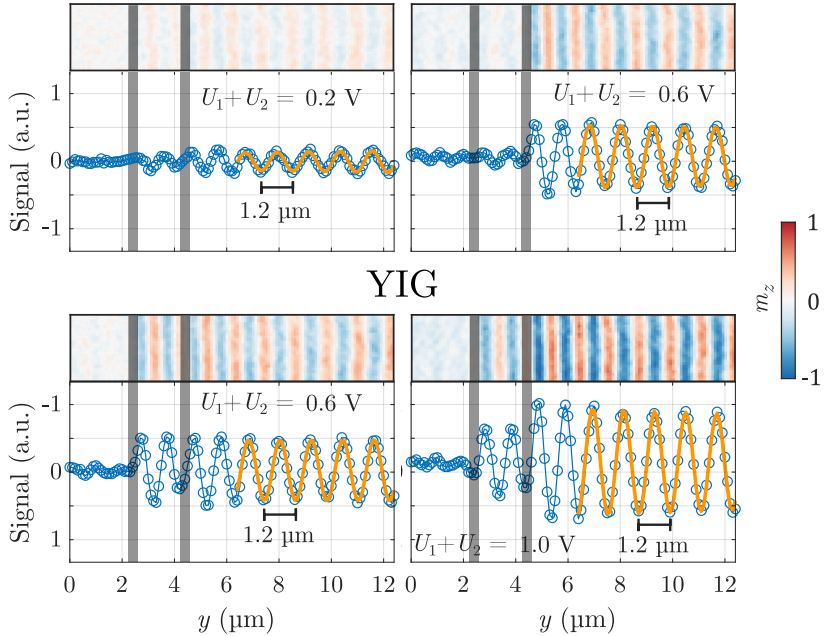 U₁+U₂ = 0.2 V
U₁+U₂ = 0.6 V
Signal (a.u.)
1
0
-1
1.2 µm
1.2 µm
YIG
1
0
-1
m_z
U₁+U₂ = 0.6 V
Signal (a.u.)
-1
0
1
1.2 µm
U₁+U₂ = 1.0 V
1.2 µm
0 2 4 6 8 10 12
0 2 4 6 8 10 12
y (µm)
y (µm)